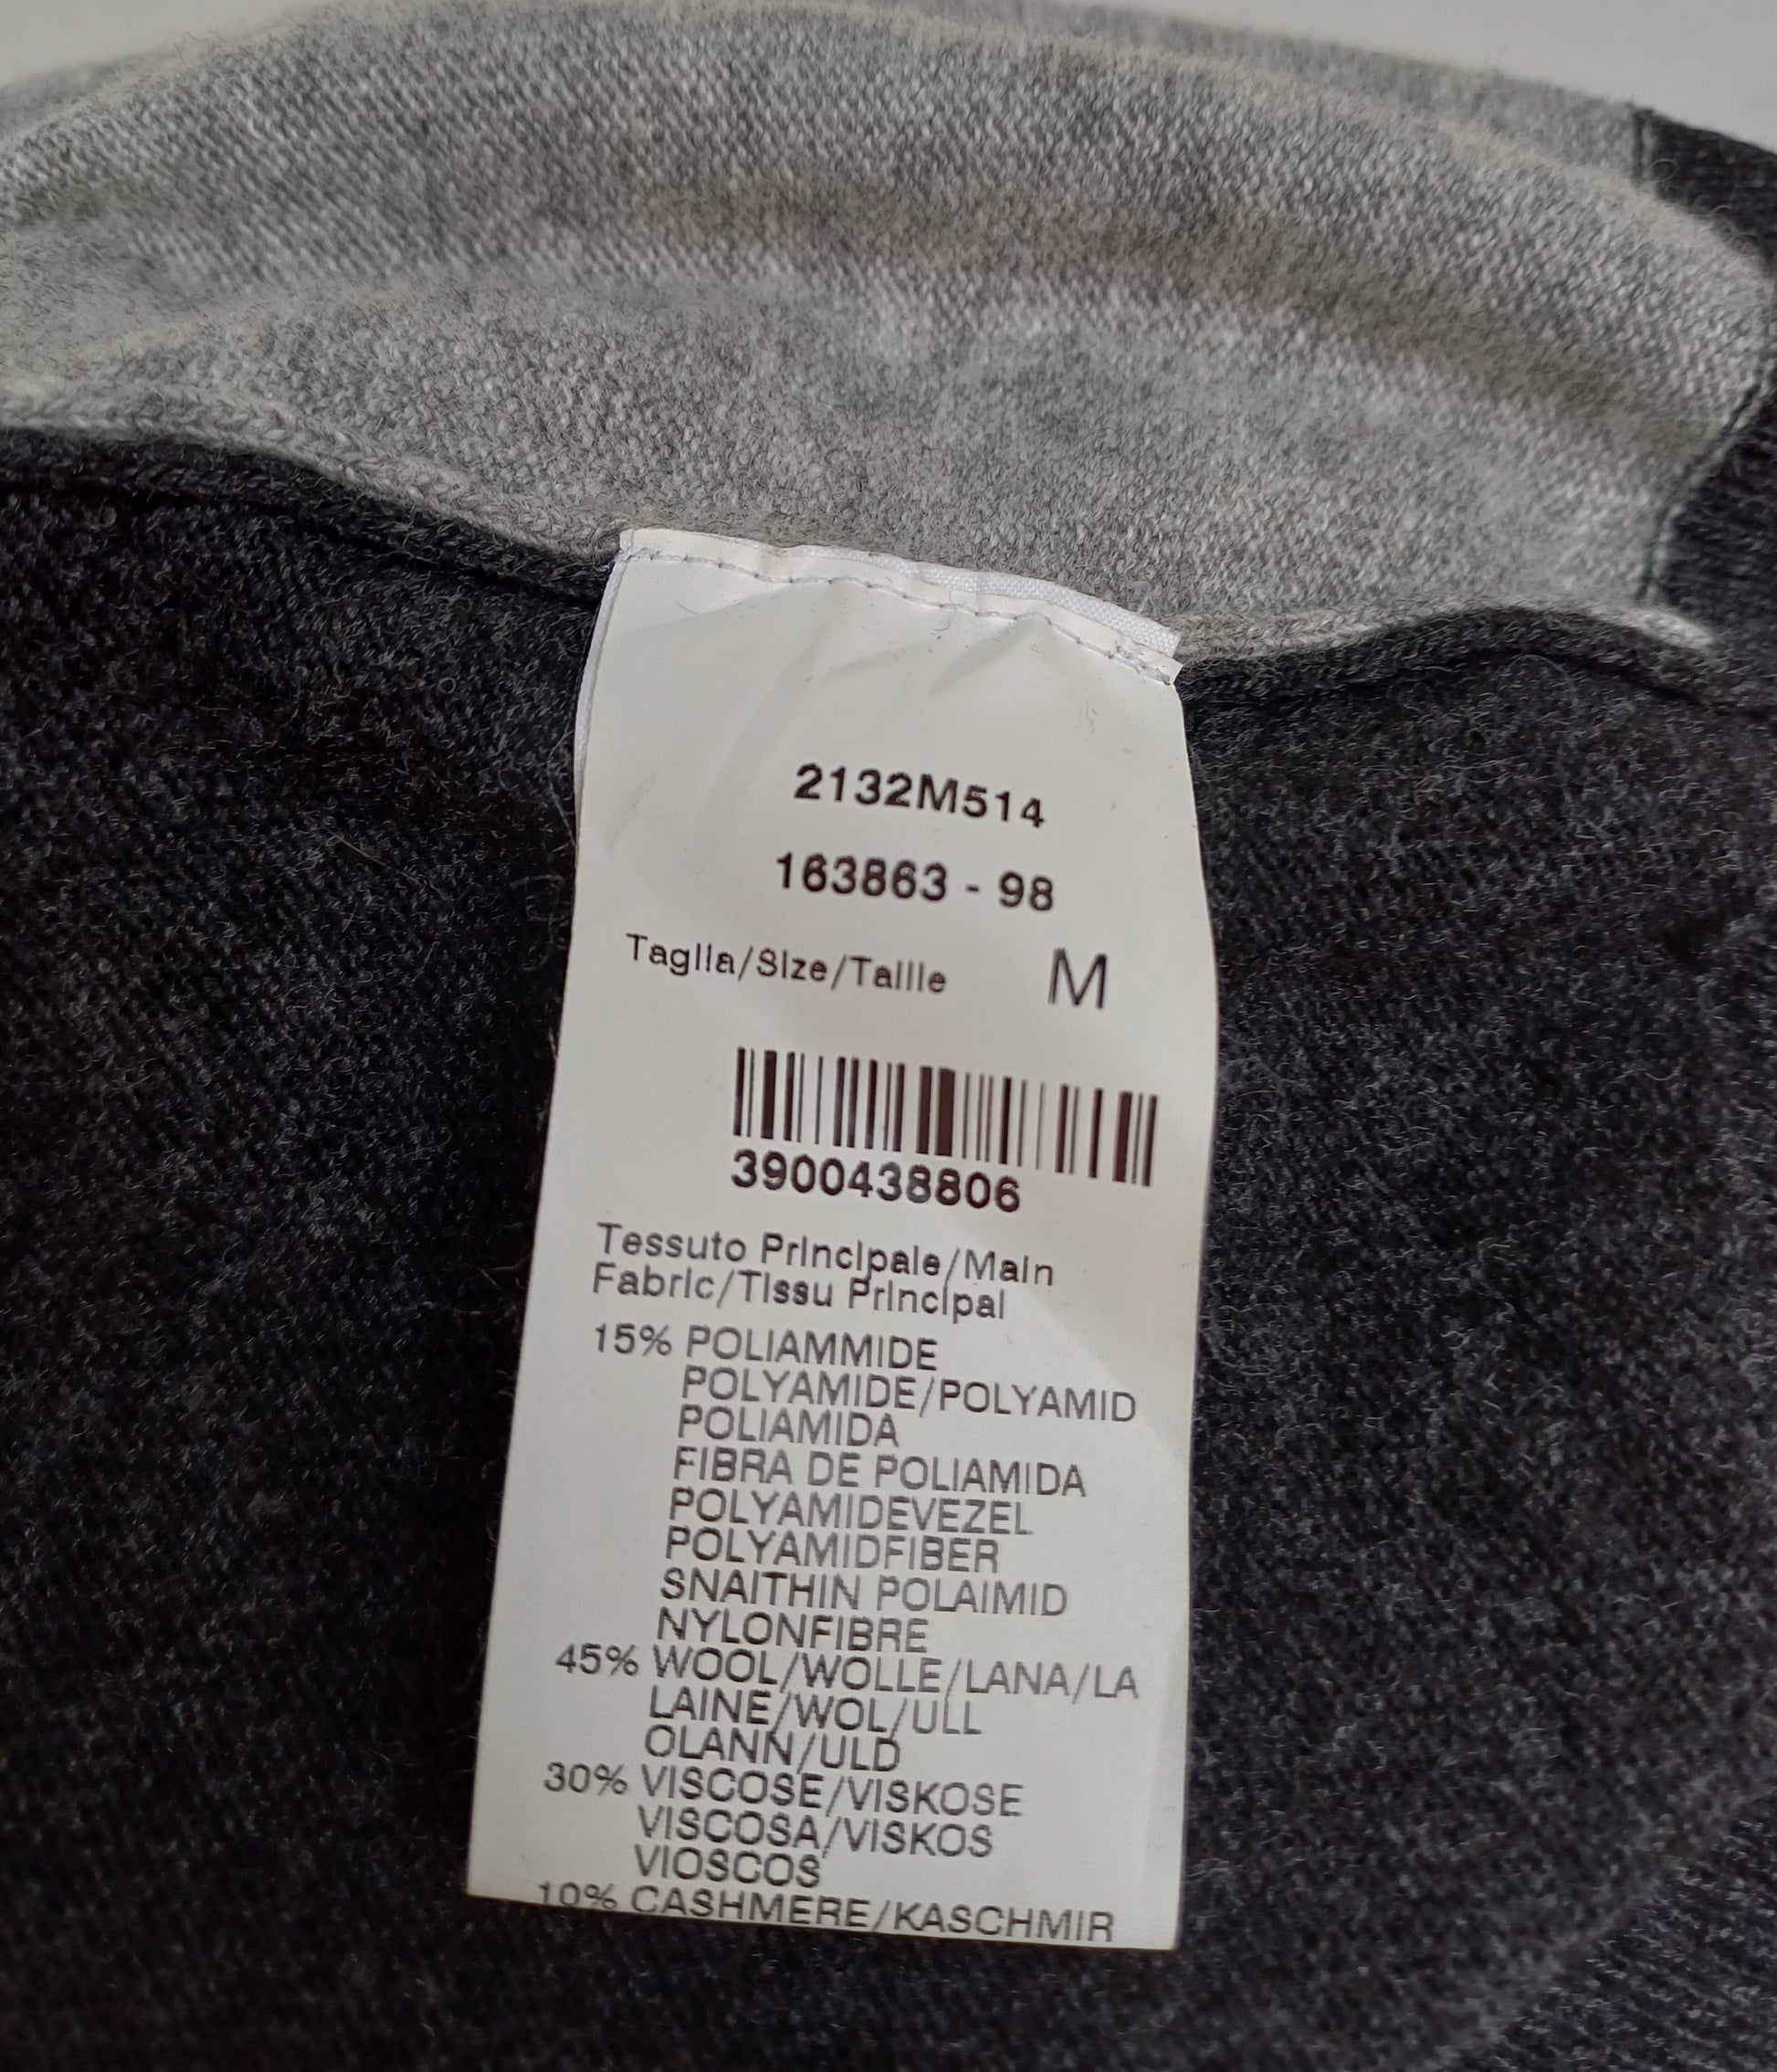 2132M514
163863 - 98
Taglia/Size/Taille M
3900438806
Tessuto Principale/Main
Fabric/Tissu Principal
15% POLIAMMIDE
POLYAMIDE/POLYAMID
POLIAMIDA
FIBRA DE POLIAMIDA
POLYAMIDEVEZEL
POLYAMIDFIBER
SNAITHIN POLAIMID
NYLONFIBRE
45% WOOL/WOLLE/LANA/LA
LAINE/WOL/ULL
OLANN/ULD
30% VISCOSE/VISKOSE
VISCOSA/VISKOS
VIOSCOS
10% CASHMERE/KASCHMIR